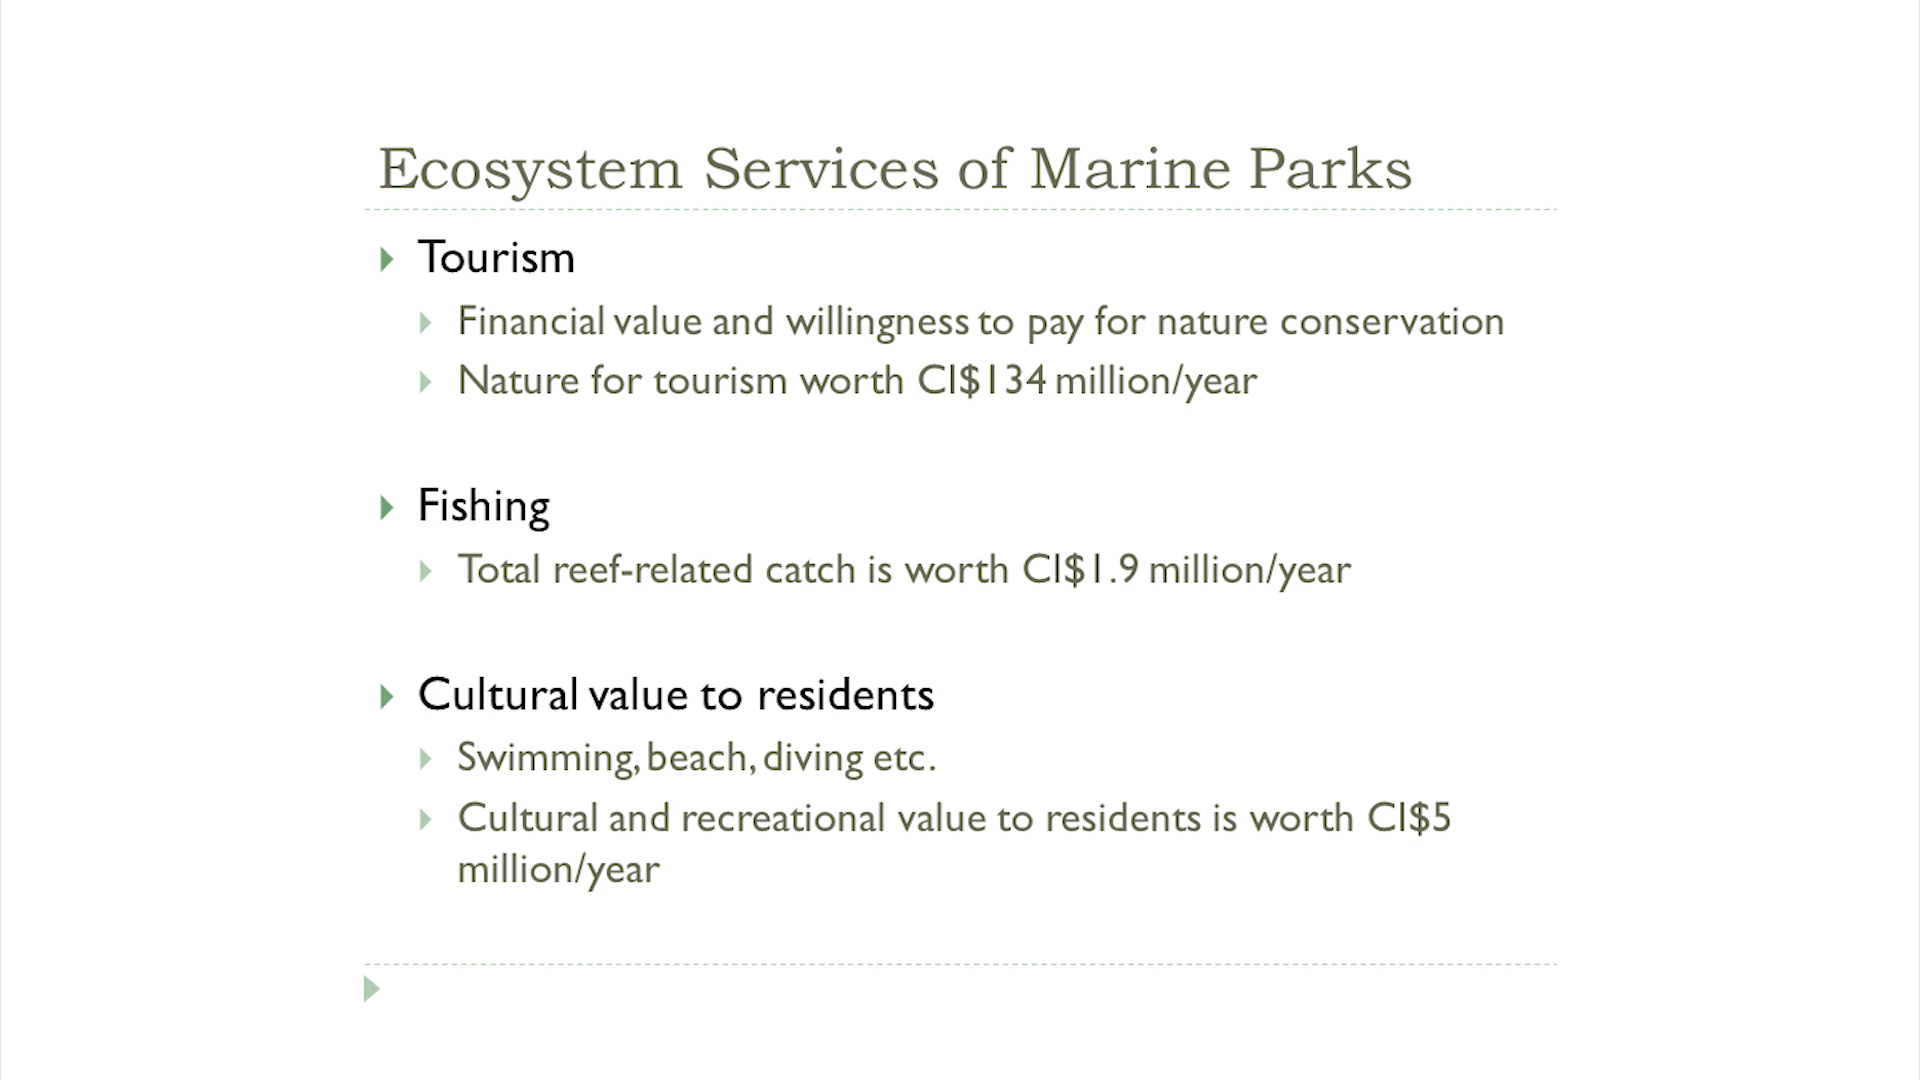 Ecosystem Services of Marine Parks
Tourism
Financial value and willingness to pay for nature conservation
Nature for tourism worth CI$134 million/year
Fishing
Total reef-related catch is worth CI$1.9 million/year
Cultural value to residents
Swimming, beach, diving etc.
Cultural and recreational value to residents is worth CI$5
million/year